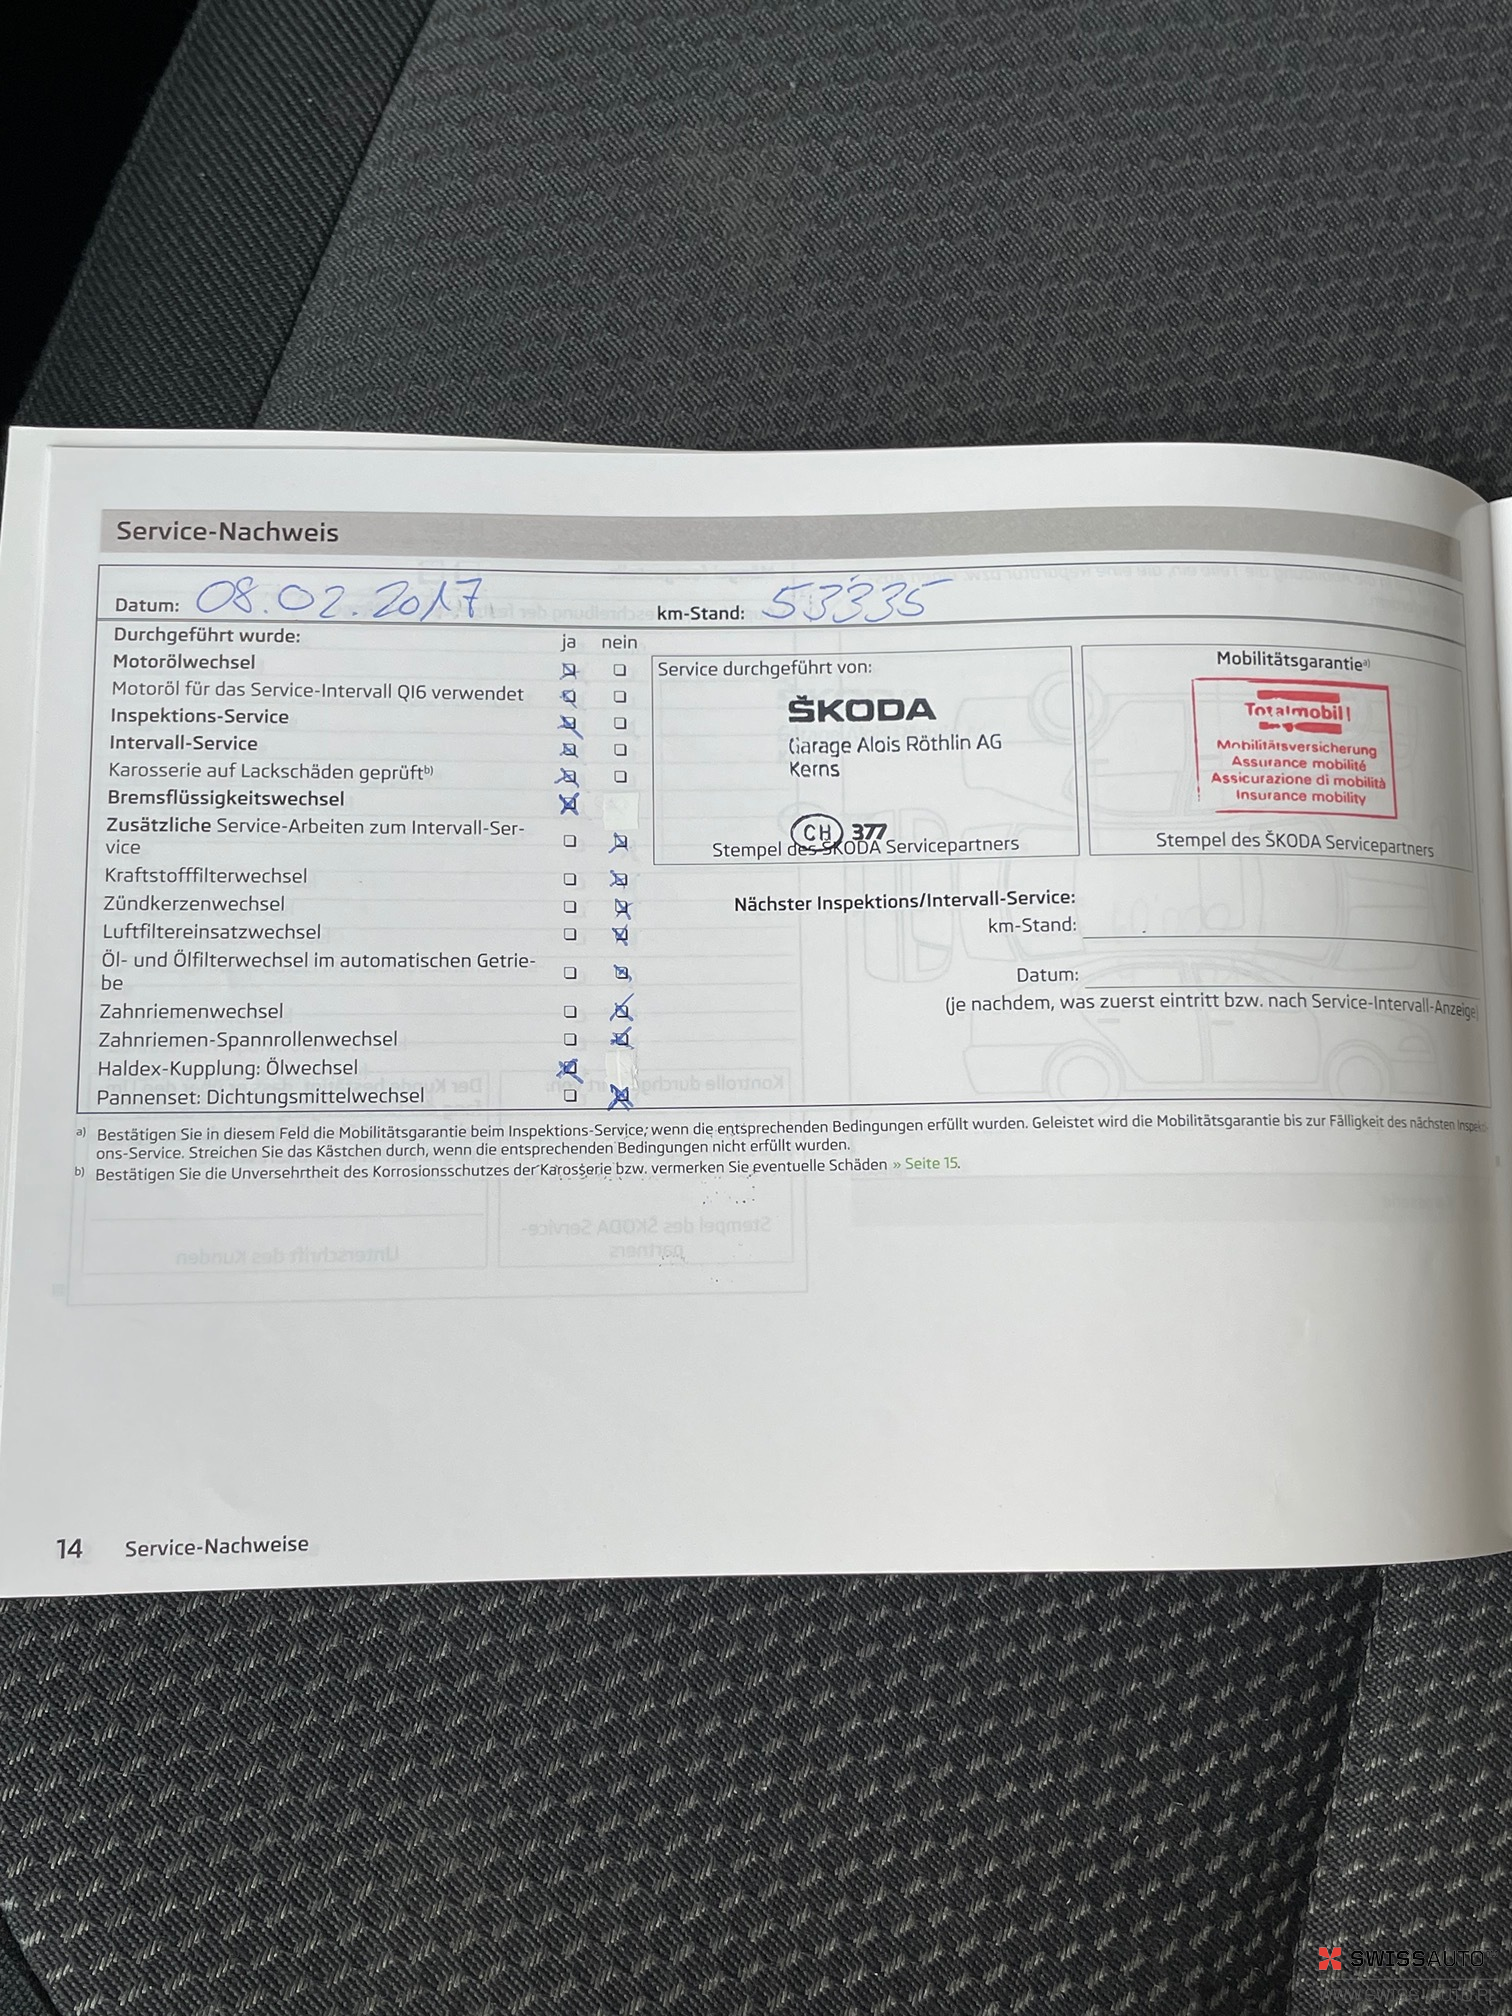 Service-Nachweis
Datum: 08.02.2017 km-Stand: 53335
Durchgeführt wurde: ja nein
Motorölwechsel
Motoröl für das Service-Intervall QI6 verwendet
Inspektions-Service
Intervall-Service
Karosserie auf Lackschäden geprüft b)
Bremsflüssigkeitswechsel
Zusätzliche Service-Arbeiten zum Intervall-Ser-
vice
Kraftstofffilterwechsel
Zündkerzenwechsel
Luftfiltereinsatzwechsel
Öl- und Ölfilterwechsel im automatischen Getrie-
be
Zahnriemenwechsel
Zahnriemen-Spannrollenwechsel
Haldex-Kupplung: Ölwechsel
Pannenset: Dichtungsmittelwechsel
Service durchgeführt von:
ŠKODA
Garage Alois Röthlin AG
Kerns
CH 377
Stempel des ŠKODA Servicepartners
Mobilitätsgarantie a)
Totalmobil!
Mobilitätsversicherung
Assurance mobilité
Assicurazione di mobilità
Insurance mobility
Stempel des ŠKODA Servicepartners
Nächster Inspektions/Intervall-Service:
km-Stand:
Datum:
(je nachdem, was zuerst eintritt bzw. nach Service-Intervall-Anzeige)
a) Bestätigen Sie in diesem Feld die Mobilitätsgarantie beim Inspektions-Service, wenn die entsprechenden Bedingungen erfüllt wurden. Geleistet wird die Mobilitätsgarantie bis zur Fälligkeit des nächsten Inspekti-
ons-Service. Streichen Sie das Kästchen durch, wenn die entsprechenden Bedingungen nicht erfüllt wurden.
b) Bestätigen Sie die Unversehrtheit des Korrosionsschutzes der Karosserie bzw. vermerken Sie eventuelle Schäden » Seite 15.
14 Service-Nachweise
SWISSAUTO